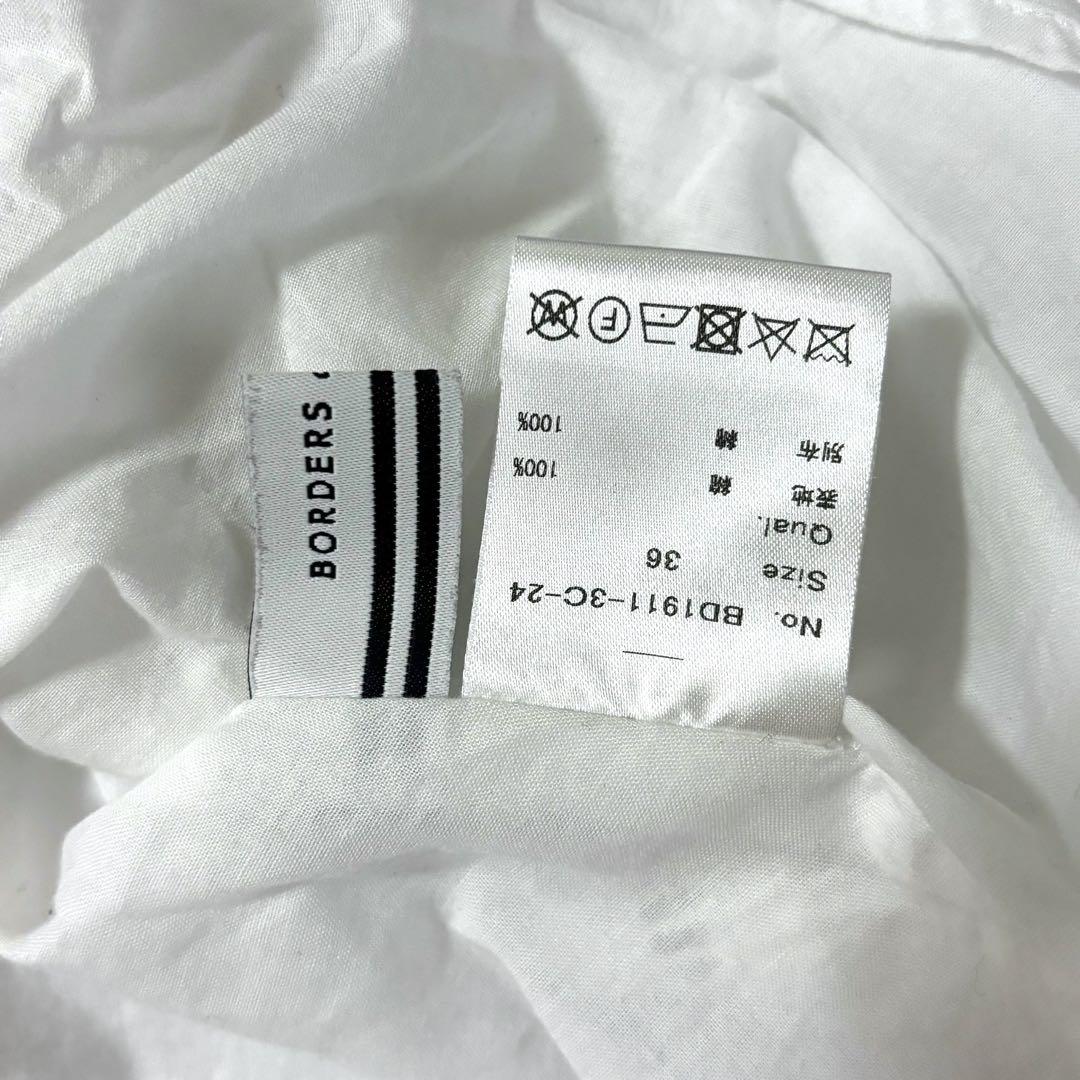 BORDERS
No. BD1911-3C-24
Size 36
Qual.
表地 綿 100%
別布 綿 100%
F
W